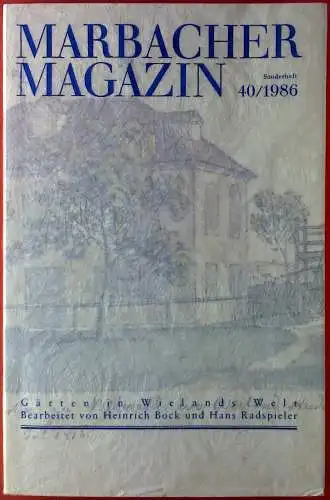 MARBACHER
MAGAZIN
Sonderheft
40/1986
Gärten in Wielands Welt
Bearbeitet von Heinrich Bock und Hans Radspieler